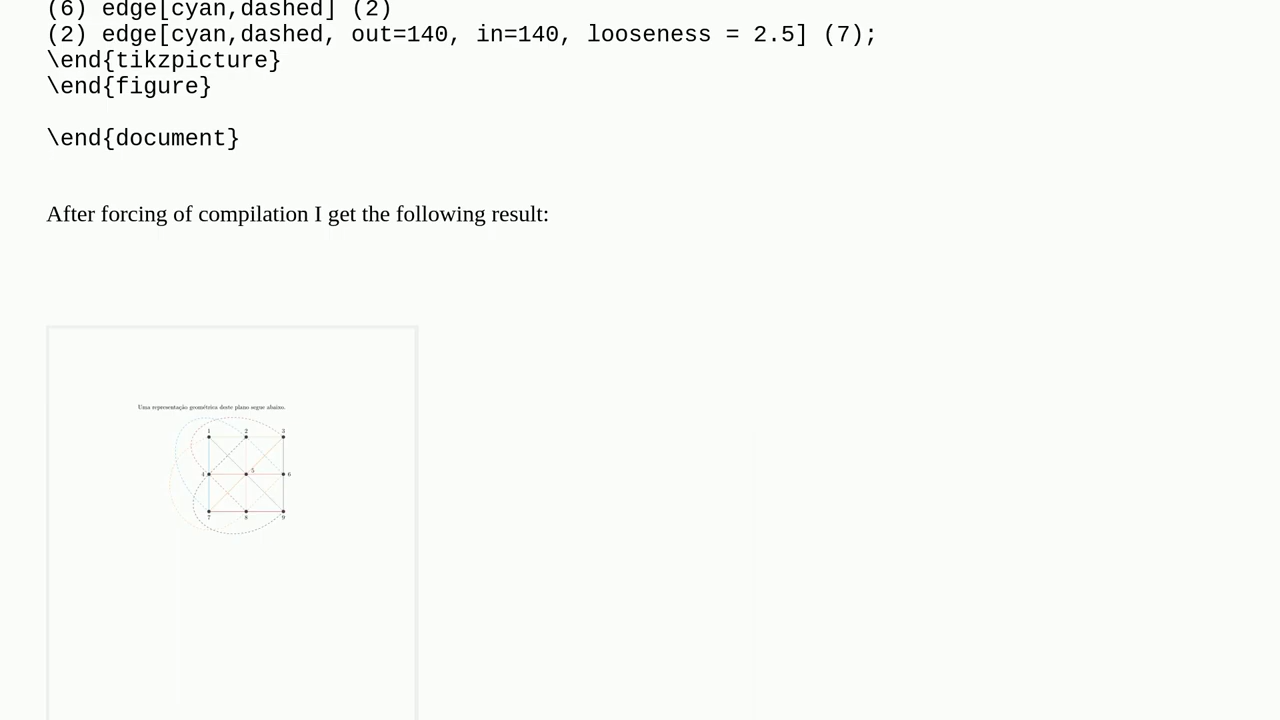 (6) edge[cyan,dashed] (2)
(2) edge[cyan,dashed, out=140, in=140, looseness = 2.5] (7);
\end{tikzpicture}
\end{figure}
\end{document}
After forcing of compilation I get the following result:
Uma representação geométrica deste plano segue abaixo.
1 2 3
4 5 6
7 8 9